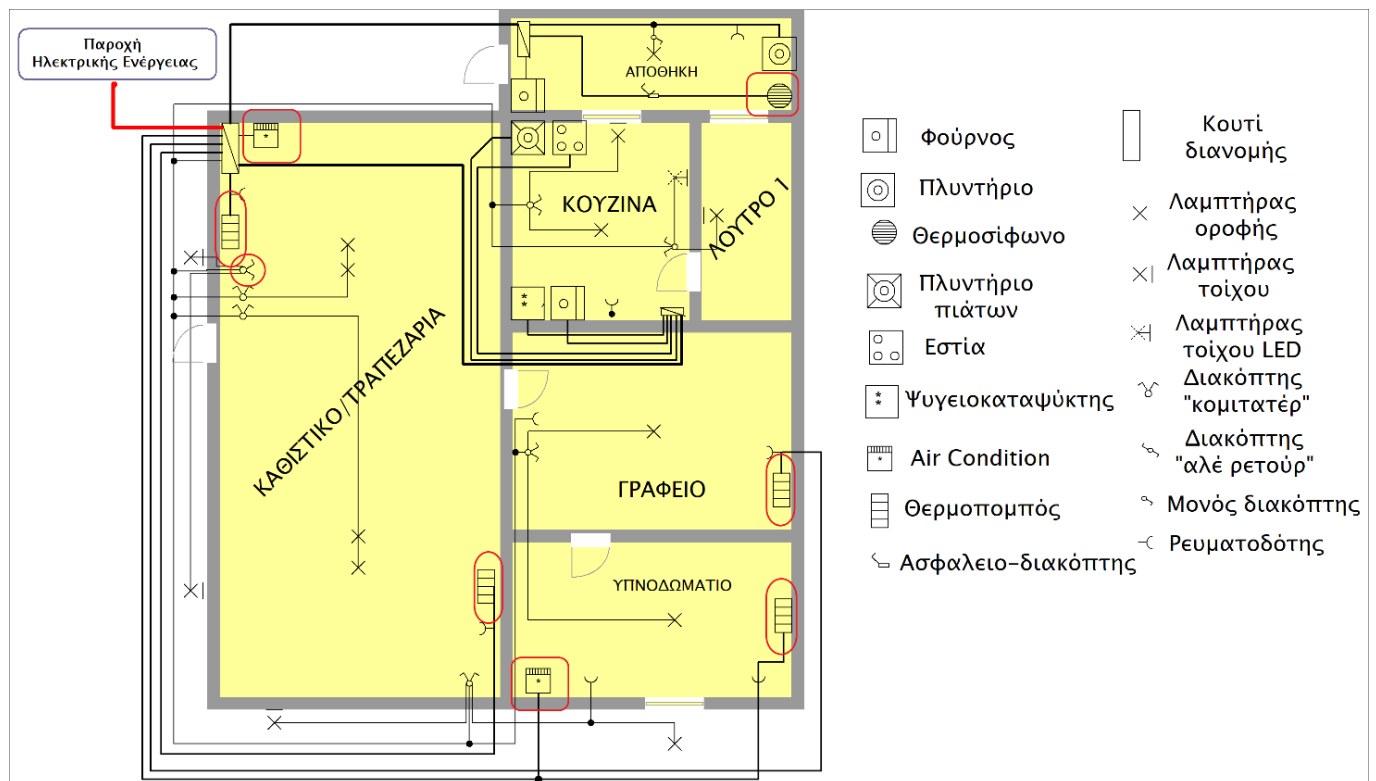 Παροχή
Ηλεκτρικής Ενέργειας
ΑΠΟΘΗΚΗ
ΚΟΥΖΙΝΑ
ΛΟΥΤΡΟ 1
ΚΑΘΙΣΤΙΚΟ/ΤΡΑΠΕΖΑΡΙΑ
ΓΡΑΦΕΙΟ
ΥΠΝΟΔΩΜΑΤΙΟ
Φούρνος
Πλυντήριο
Θερμοσίφωνο
Πλυντήριο
πιάτων
Εστία
Ψυγειοκαταψύκτης
Air Condition
Θερμοπομπός
Ασφαλειο-διακόπτης
Κουτί
διανομής
Λαμπτήρας
οροφής
Λαμπτήρας
τοίχου
Λαμπτήρας
τοίχου LED
Διακόπτης
"κομιτατέρ"
Διακόπτης
"αλέ ρετούρ"
Μονός διακόπτης
Ρευματοδότης